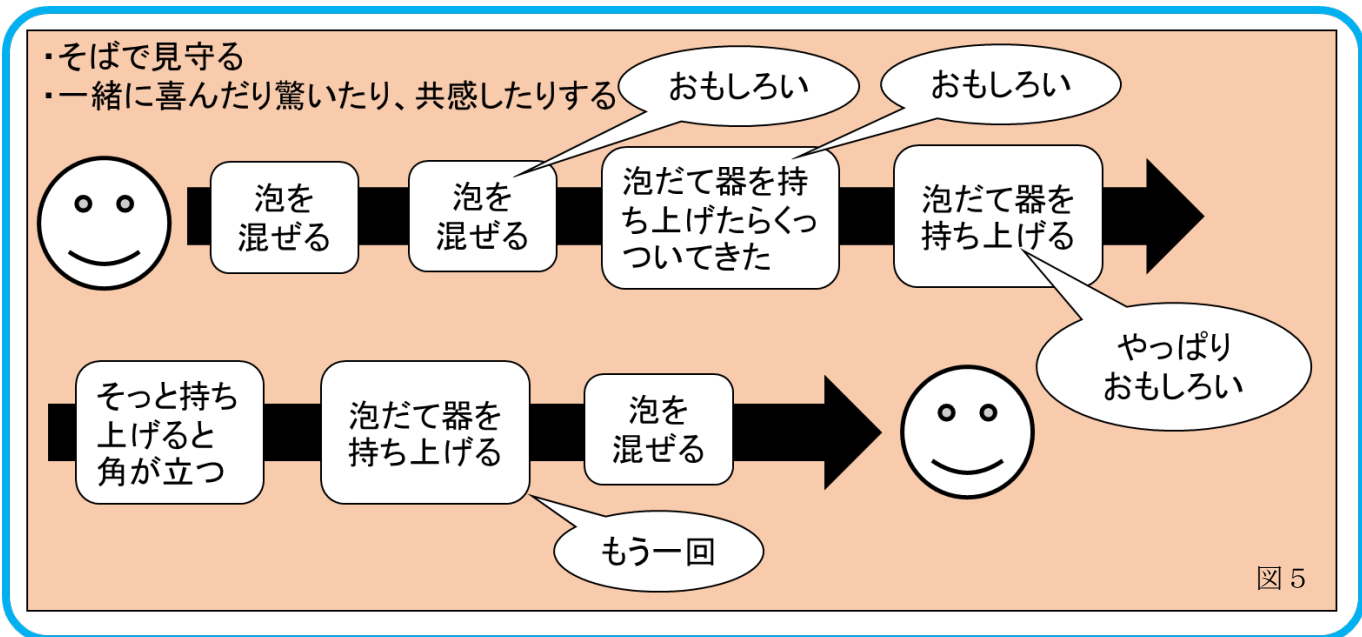 ・そばで見守る
・一緒に喜んだり驚いたり、共感したりする
おもしろい
おもしろい
泡を
混ぜる
泡を
混ぜる
泡だて器を持
ち上げたらくっ
ついてきた
泡だて器を
持ち上げる
やっぱり
おもしろい
そっと持ち
上げると
角が立つ
泡だて器を
持ち上げる
泡を
混ぜる
もう一回
図5